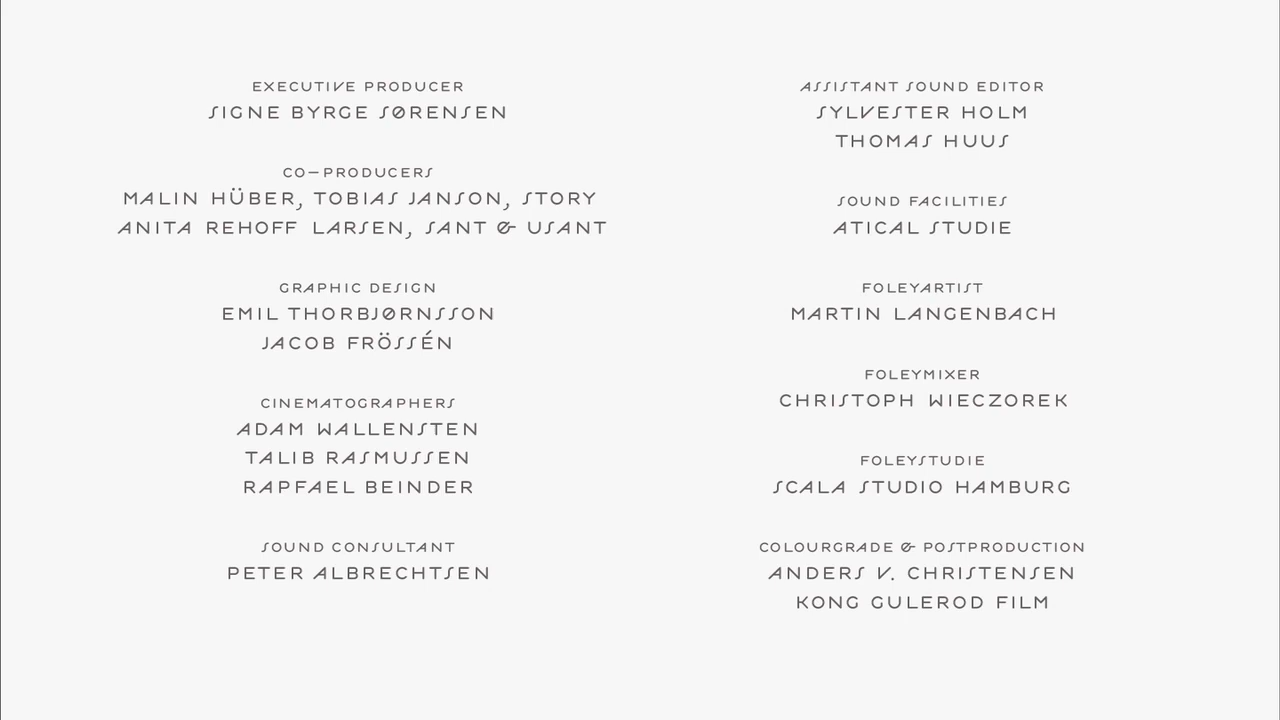 EXECUTIVE PRODUCER
SIGNE BYRGE SØRENSEN
CO-PRODUCERS
MALIN HÜBER, TOBIAS JANSON, STORY
ANITA REHOFF LARSEN, SANT & USANT
GRAPHIC DESIGN
EMIL THORBJØRNSSON
JACOB FRÖSSÉN
CINEMATOGRAPHERS
ADAM WALLENSTEN
TALIB RASMUSSEN
RAPFAEL BEINDER
SOUND CONSULTANT
PETER ALBRECHTSEN
ASSISTANT SOUND EDITOR
SYLVESTER HOLM
THOMAS HUUS
SOUND FACILITIES
ATICAL STUDIE
FOLEYARTIST
MARTIN LANGENBACH
FOLEYMIXER
CHRISTOPH WIECZOREK
FOLEYSTUDIE
SCALA STUDIO HAMBURG
COLOURGRADE & POSTPRODUCTION
ANDERS V. CHRISTENSEN
KONG GULEROD FILM